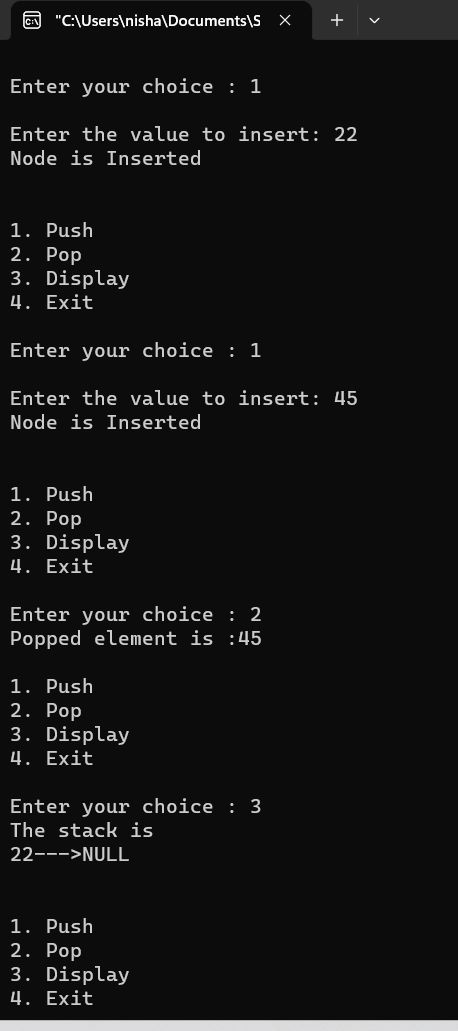 "C:\Users\nisha\Documents\S
Enter your choice : 1
Enter the value to insert: 22
Node is Inserted
1. Push
2. Pop
3. Display
4. Exit
Enter your choice : 1
Enter the value to insert: 45
Node is Inserted
1. Push
2. Pop
3. Display
4. Exit
Enter your choice : 2
Popped element is :45
1. Push
2. Pop
3. Display
4. Exit
Enter your choice : 3
The stack is
22--->NULL
1. Push
2. Pop
3. Display
4. Exit